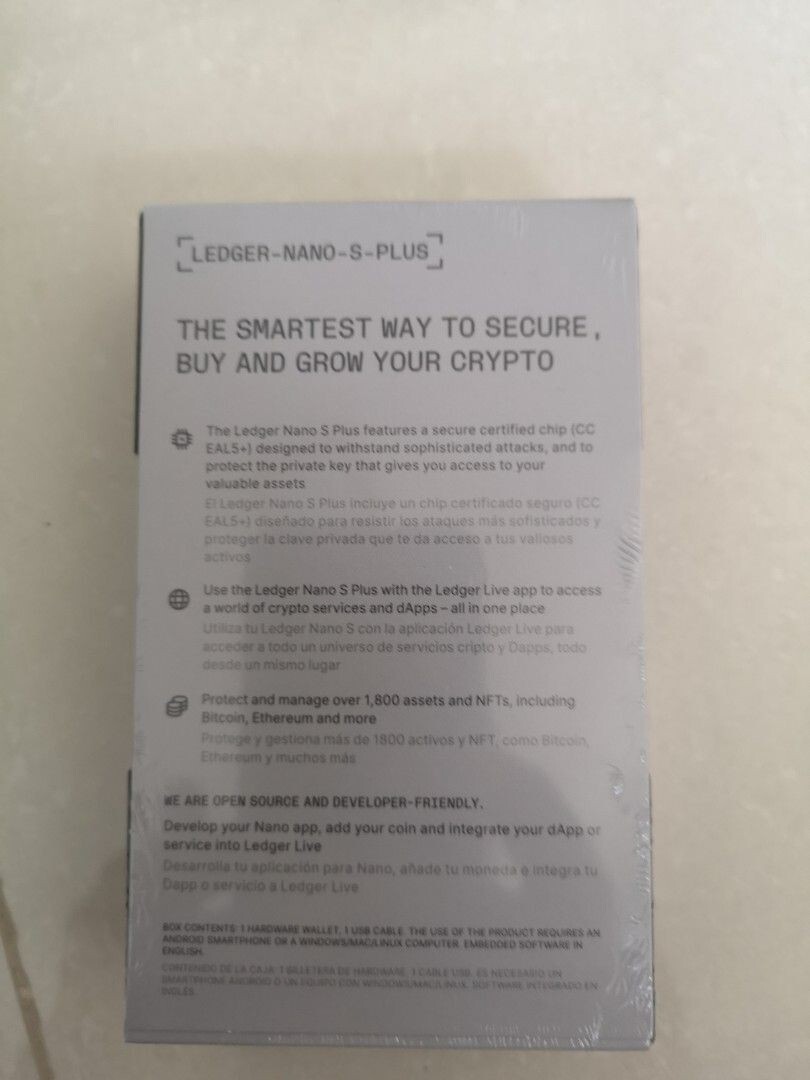 LEDGER-NANO-S-PLUS
THE SMARTEST WAY TO SECURE,
BUY AND GROW YOUR CRYPTO
The Ledger Nano S Plus features a secure certified chip (CC
EAL5+) designed to withstand sophisticated attacks, and to
protect the private key that gives you access to your
valuable assets
El Ledger Nano S Plus incluye un chip certificado seguro (CC
EAL5+) diseñado para resistir los ataques más sofisticados y
proteger la clave privada que te da acceso a tus valiosos
activos
Use the Ledger Nano S Plus with the Ledger Live app to access
a world of crypto services and dApps – all in one place
Utiliza tu Ledger Nano S con la aplicación Ledger Live para
acceder a todo un universo de servicios cripto y Dapps, todo
desde un mismo lugar
Protect and manage over 1,800 assets and NFTs, including
Bitcoin, Ethereum and more
Protege y gestiona más de 1800 activos y NFT, como Bitcoin,
Ethereum y muchos más
WE ARE OPEN SOURCE AND DEVELOPER-FRIENDLY.
Develop your Nano app, add your coin and integrate your dApp or
service into Ledger Live
Desarrolla tu aplicación para Nano, añade tu moneda e integra tu
Dapp o servicio a Ledger Live
BOX CONTENTS: 1 HARDWARE WALLET, 1 USB CABLE. THE USE OF THE PRODUCT REQUIRES AN
ANDROID SMARTPHONE OR A WINDOWS/MAC/LINUX COMPUTER. EMBEDDED SOFTWARE IN
ENGLISH.
CONTENIDO DE LA CAJA: 1 BILLETERA DE HARDWARE, 1 CABLE USB. ES NECESARIO UN
SMARTPHONE ANDROID O UN EQUIPO CON WINDOWS/MAC/LINUX. SOFTWARE INTEGRADO EN
INGLÉS.